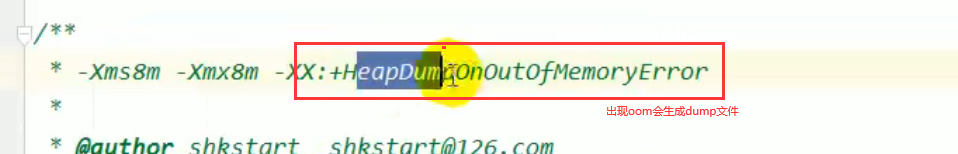 /**
* -Xms8m -Xmx8m -XX:+HeapDumpOnOutOfMemoryError
*
出现oom会生成dump文件
* @author shkstart shkstart@126.com